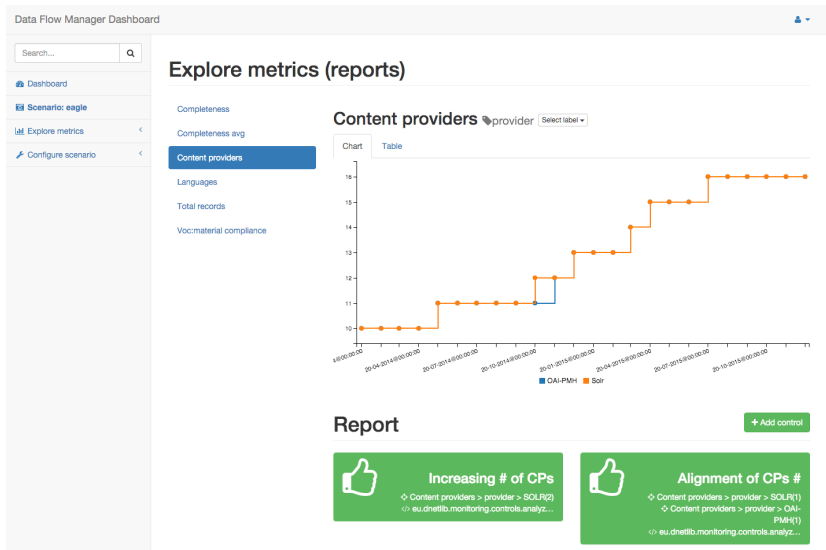 Data Flow Manager Dashboard
Search...
Dashboard
Scenario: eagle
Explore metrics
Configure scenario
Explore metrics (reports)
Completeness
Completeness avg
Content providers
Languages
Total records
Voc:material compliance
Content providers provider Select label
Chart Table
16
15
14
13
12
11
10
4@00:00:00 20-04-2014@00:00:00 20-07-2014@00:00:00 20-10-2014@00:00:00 20-01-2015@00:00:00 20-04-2015@00:00:00 20-07-2015@00:00:00 20-10-2015@00:00:00
OAI-PMH Solr
Report
+ Add control
Increasing # of CPs
Content providers > provider > SOLR(2)
</> eu.dnetlib.monitoring.controls.analyz...
Alignment of CPs #
Content providers > provider > SOLR(1)
Content providers > provider > OAI-
PMH(1)
</> eu.dnetlib.monitoring.controls.analyz...